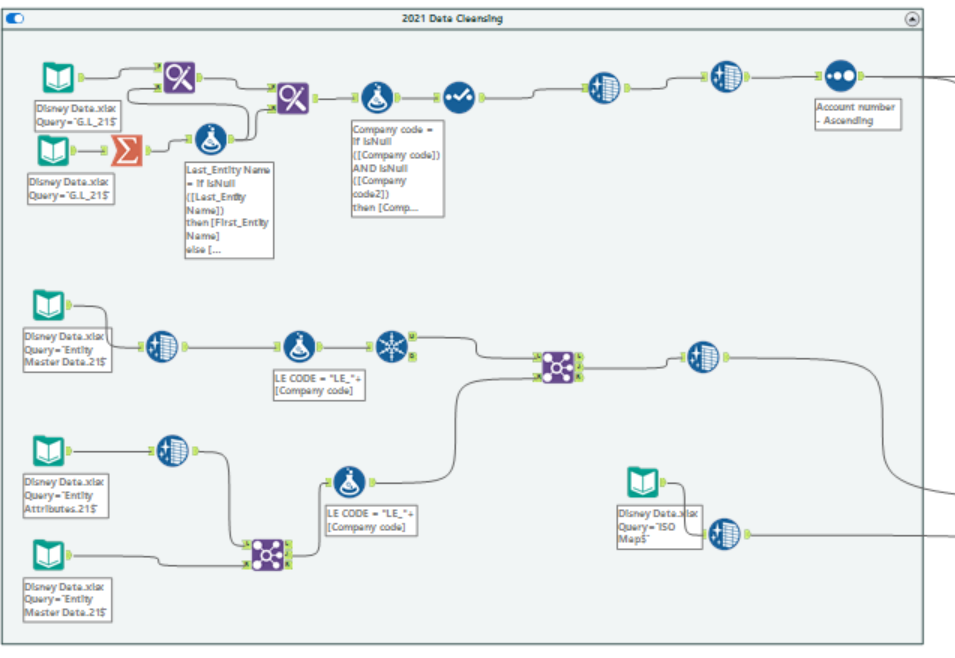 2021 Data Cleansing
Disney Data.xlsx
Query=`G.L_21$`
Disney Data.xlsx
Query=`G.L_21$`
Last_Entity Name
= if IsNull
([Last_Entity
Name])
then [First_Entity
Name]
else [...
Company code =
if IsNull
([Company code])
AND IsNull
([Company
code2])
then [Comp...
Account number
- Ascending
Disney Data.xlsx
Query=`Entity
Master Data.21$`
LE CODE = "LE_"+
[Company code]
Disney Data.xlsx
Query=`Entity
Attributes.21$`
LE CODE = "LE_"+
[Company code]
Disney Data.xlsx
Query=`ISO
Map$`
Disney Data.xlsx
Query=`Entity
Master Data.21$`